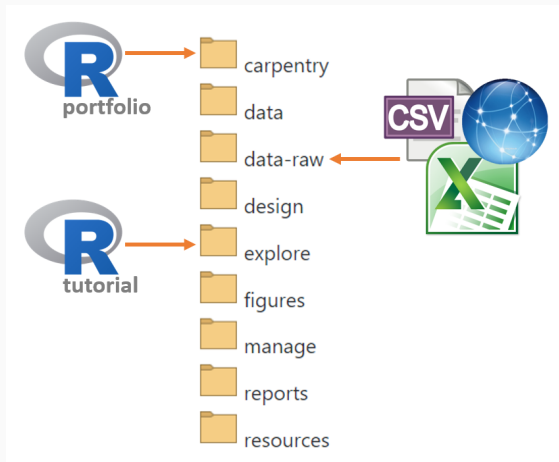 R
portfolio
carpentry
data
data-raw
CSV
X
design
R
tutorial
explore
figures
manage
reports
resources